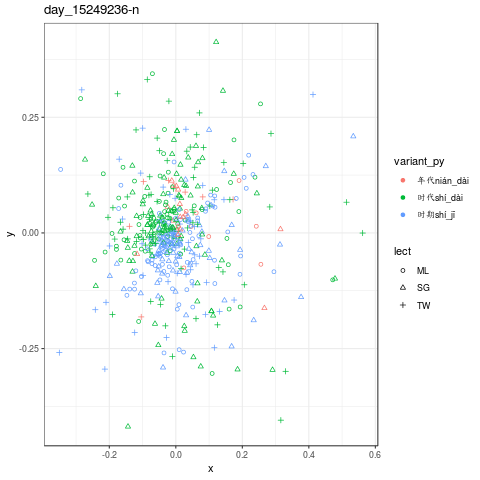 day_15249236-n
0.25
0.00
-0.25
y
-0.2
0.0
0.2
0.4
0.6
x
variant_py
年代nián_dài
时代shí_dài
时期shí_jī
lect
ML
SG
TW